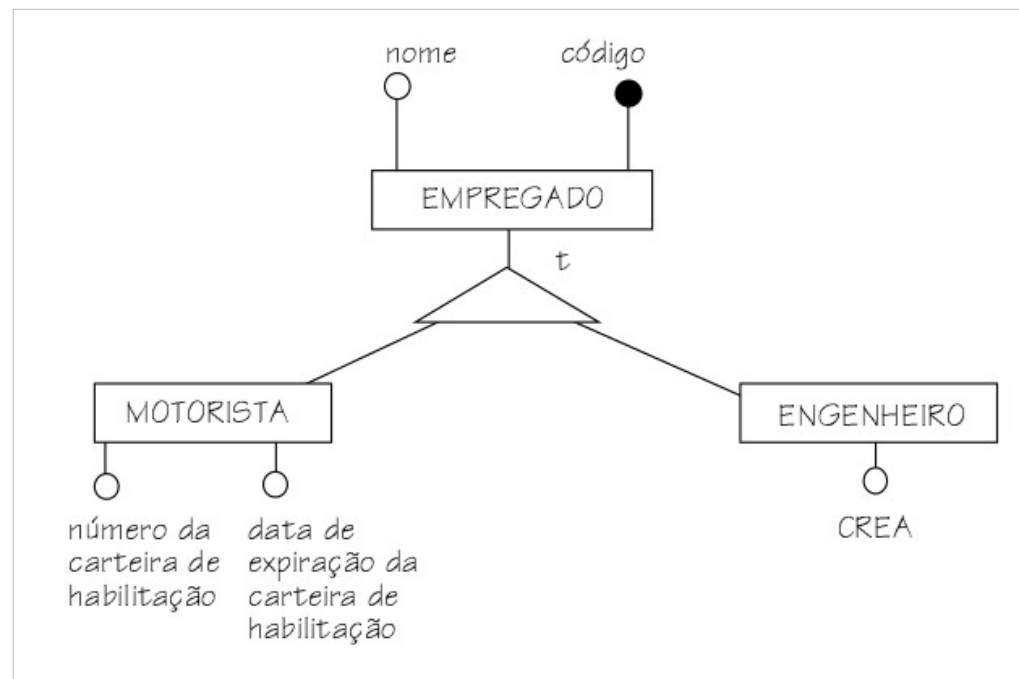 nome
código
EMPREGADO
t
MOTORISTA
ENGENHEIRO
número da
carteira de
habilitação
data de
expiração da
carteira de
habilitação
CREA